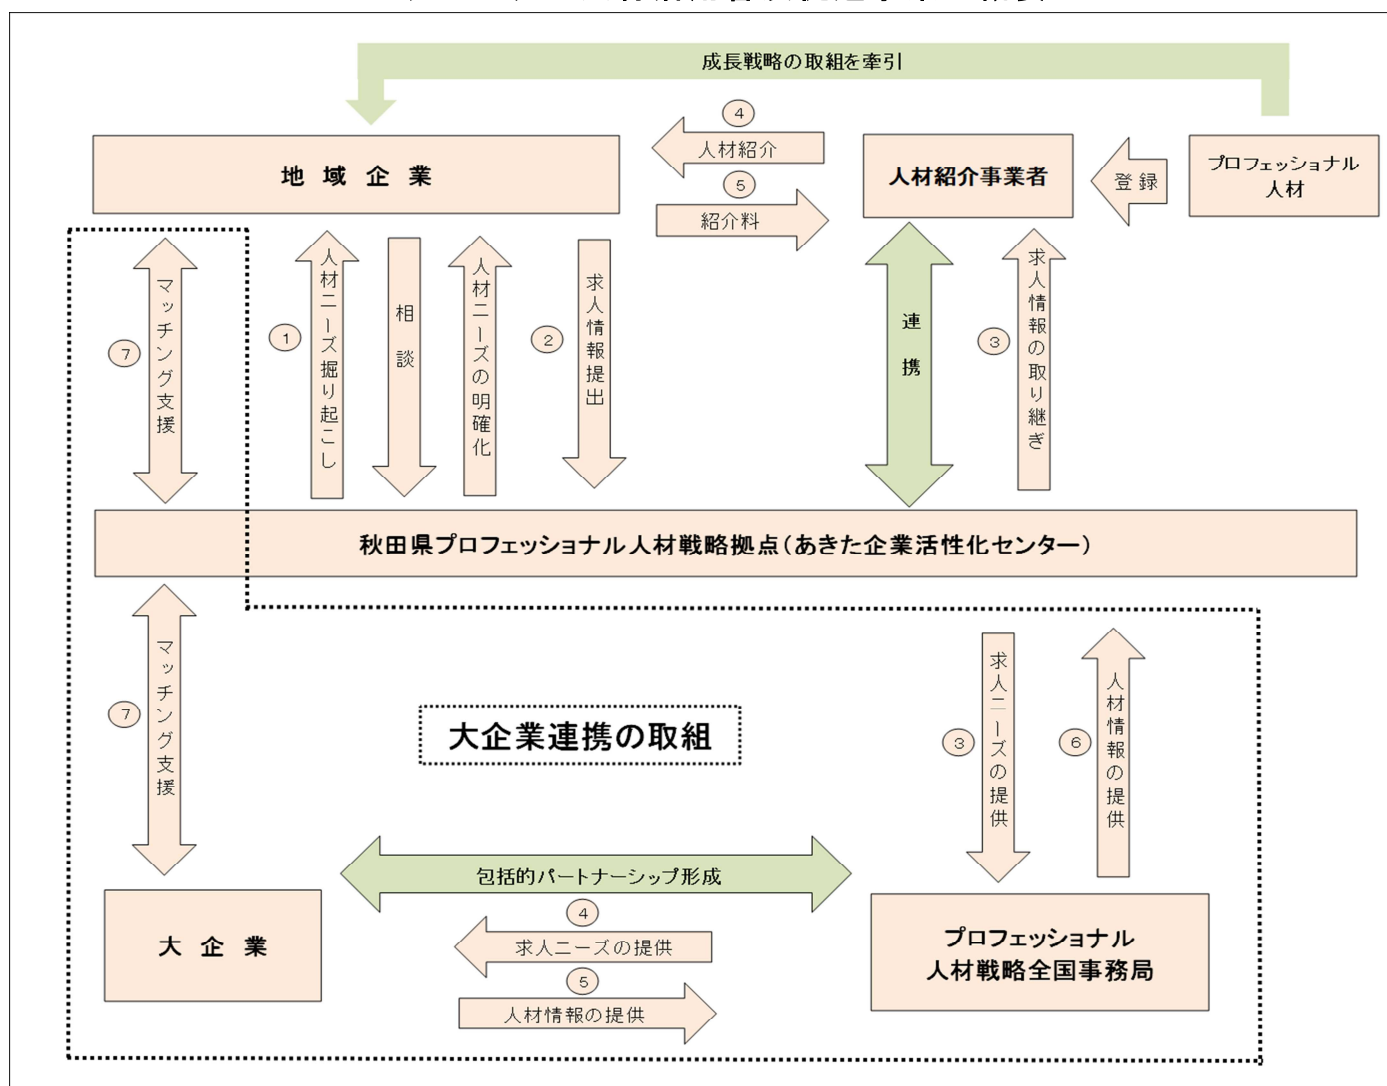 成長戦略の取組を牽引
地域企業
④
人材紹介
⑤
紹介料
人材紹介事業者
登録
プロフェッショナル
人材
⑦
マッチング支援
①
人材ニーズ掘り起こし
相談
人材ニーズの明確化
②
求人情報提出
連携
③
求人情報の取り継ぎ
秋田県プロフェッショナル人材戦略拠点(あきた企業活性化センター)
⑦
マッチング支援
大企業連携の取組
③
求人ニーズの提供
⑥
人材情報の提供
包括的パートナーシップ形成
④
求人ニーズの提供
⑤
人材情報の提供
大企業
プロフェッショナル
人材戦略全国事務局